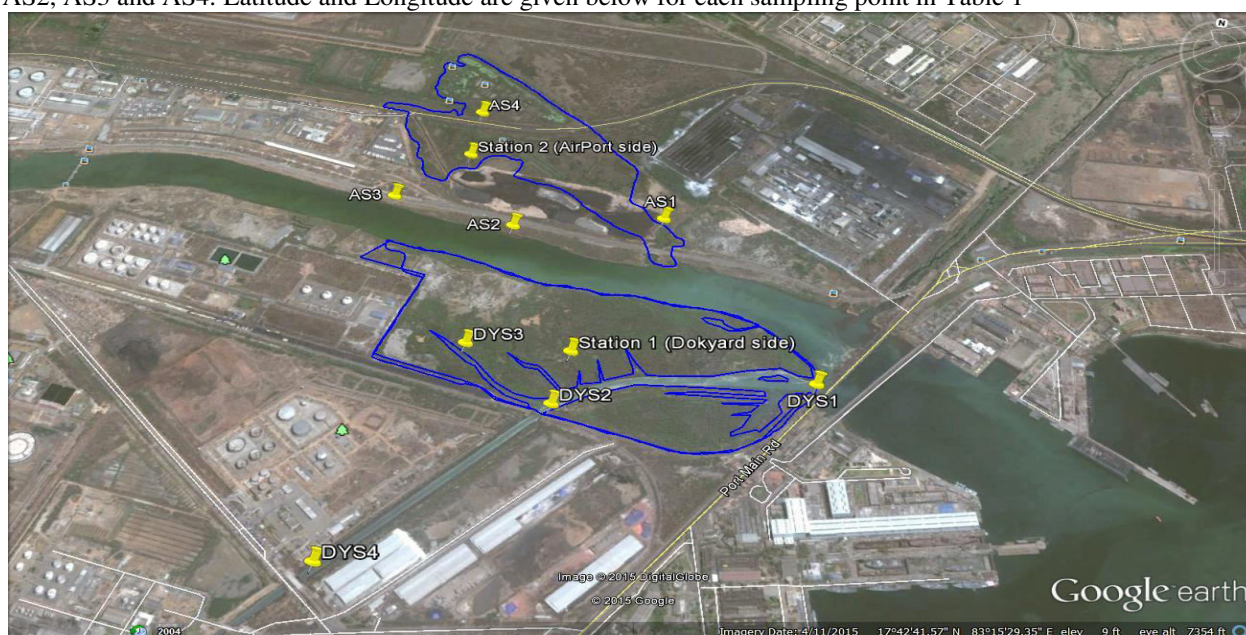 AS2, AS3 and AS4. Latitude and Longitude are given below for each sampling point in Table 1
N
AS4
Station 2 (AirPort side)
AS3
AS1
AS2
DYS3
Station 1 (Dokyard side)
DYS2
DYS1
Port Main Rd
DYS4
Image © 2015 DigitalGlobe
© 2015 Google
Google earth
2004
Imagery Date: 4/11/2015 17°42'41.57" N 83°15'29.35" E elev 9 ft eye alt 7354 ft